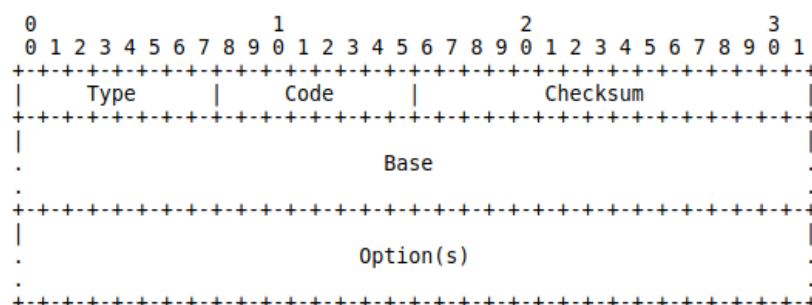 0                   1                   2                   3
0 1 2 3 4 5 6 7 8 9 0 1 2 3 4 5 6 7 8 9 0 1 2 3 4 5 6 7 8 9 0 1
+-+-+-+-+-+-+-+-+-+-+-+-+-+-+-+-+-+-+-+-+-+-+-+-+-+-+-+-+-+-+-+-+
|     Type      |     Code      |          Checksum             |
+-+-+-+-+-+-+-+-+-+-+-+-+-+-+-+-+-+-+-+-+-+-+-+-+-+-+-+-+-+-+-+-+
|                                                               |
.                             Base                              .
.                                                               .
+-+-+-+-+-+-+-+-+-+-+-+-+-+-+-+-+-+-+-+-+-+-+-+-+-+-+-+-+-+-+-+-+
|                                                               |
.                           Option(s)                           .
.                                                               .
+-+-+-+-+-+-+-+-+-+-+-+-+-+-+-+-+-+-+-+-+-+-+-+-+-+-+-+-+-+-+-+-+